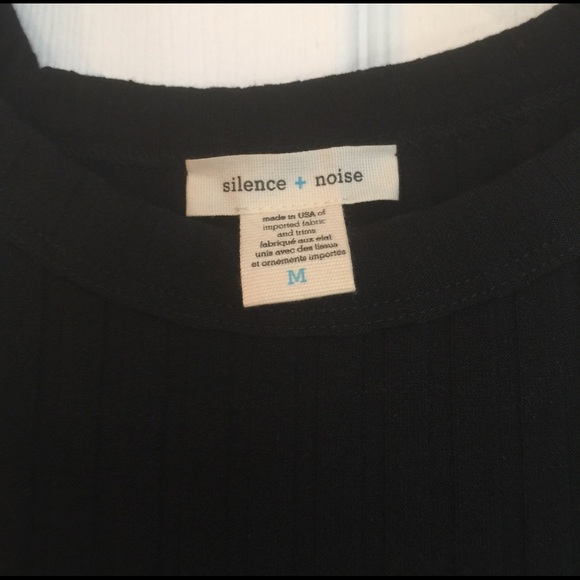 silence + noise
made in USA of
imported fabric
and trims
fabriqué aux etat
unis avec des tissus
et ornements importés
M